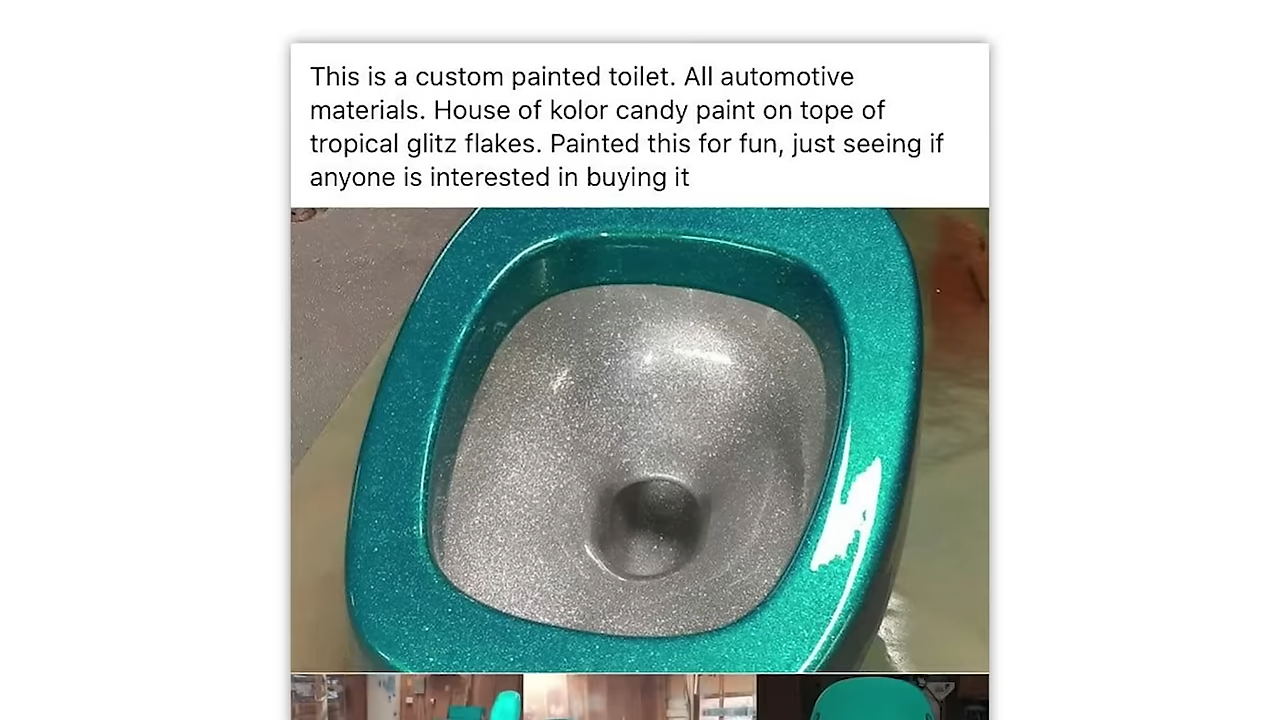 This is a custom painted toilet. All automotive
materials. House of kolor candy paint on tope of
tropical glitz flakes. Painted this for fun, just seeing if
anyone is interested in buying it